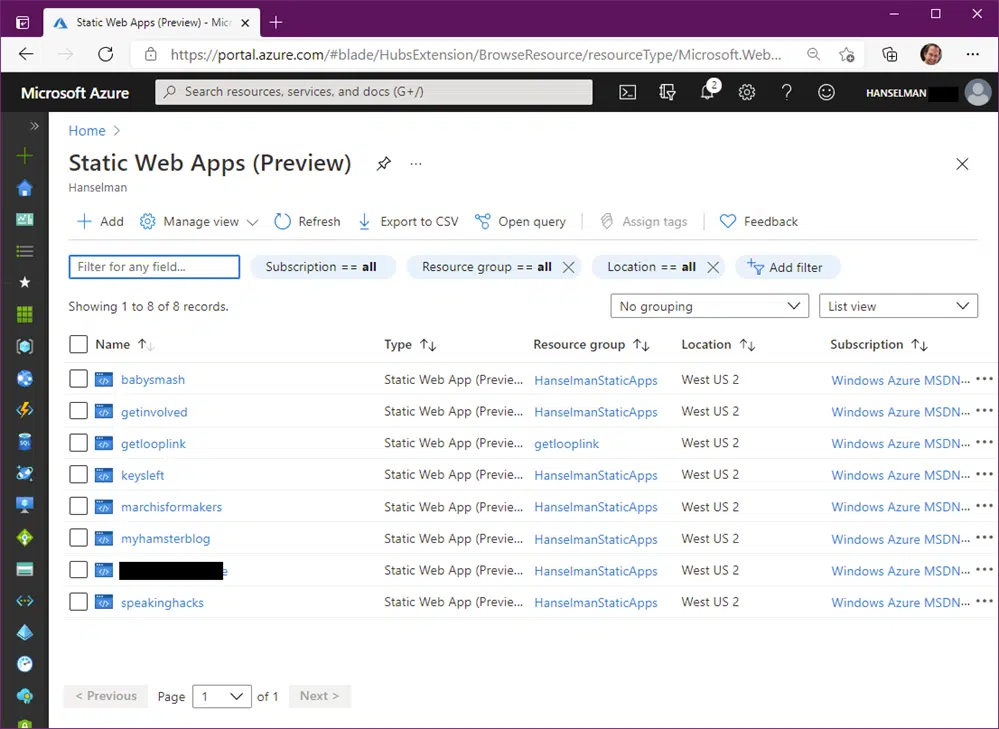 Static Web Apps (Preview) - Micr
https://portal.azure.com/#blade/HubsExtension/BrowseResource/resourceType/Microsoft.Web...
Microsoft Azure
Search resources, services, and docs (G+/)
2
HANSELMAN
Home
Static Web Apps (Preview)
Hanselman
Add Manage view Refresh Export to CSV Open query Assign tags Feedback
Filter for any field... Subscription == all Resource group == all Location == all Add filter
Showing 1 to 8 of 8 records. No grouping List view
Name Type Resource group Location Subscription
babysmash Static Web App (Previe... HanselmanStaticApps West US 2 Windows Azure MSDN...
getinvolved Static Web App (Previe... HanselmanStaticApps West US 2 Windows Azure MSDN...
getlooplink Static Web App (Previe... getlooplink West US 2 Windows Azure MSDN...
keysleft Static Web App (Previe... HanselmanStaticApps West US 2 Windows Azure MSDN...
marchisformakers Static Web App (Previe... HanselmanStaticApps West US 2 Windows Azure MSDN...
myhamsterblog Static Web App (Previe... HanselmanStaticApps West US 2 Windows Azure MSDN...
Static Web App (Previe... HanselmanStaticApps West US 2 Windows Azure MSDN...
speakinghacks Static Web App (Previe... HanselmanStaticApps West US 2 Windows Azure MSDN...
< Previous Page 1 of 1 Next >